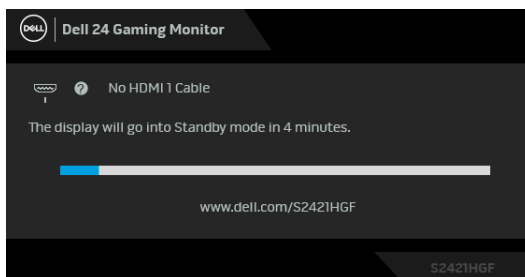 DELL
Dell 24 Gaming Monitor
No HDMI 1 Cable
The display will go into Standby mode in 4 minutes.
www.dell.com/S2421HGF
S2421HGF